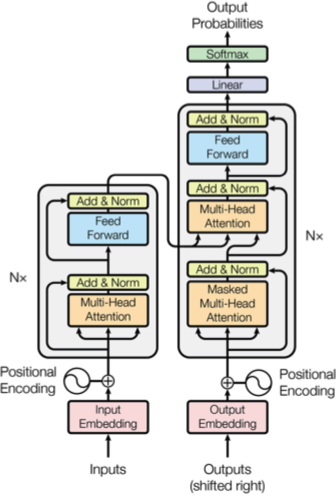 Output
Probabilities
Softmax
Linear
Add & Norm
Feed
Forward
Add & Norm
Multi-Head
Attention
Nx
Add & Norm
Masked
Multi-Head
Attention
Add & Norm
Feed
Forward
Nx
Add & Norm
Multi-Head
Attention
Positional
Encoding
Positional
Encoding
Input
Embedding
Output
Embedding
Inputs
Outputs
(shifted right)